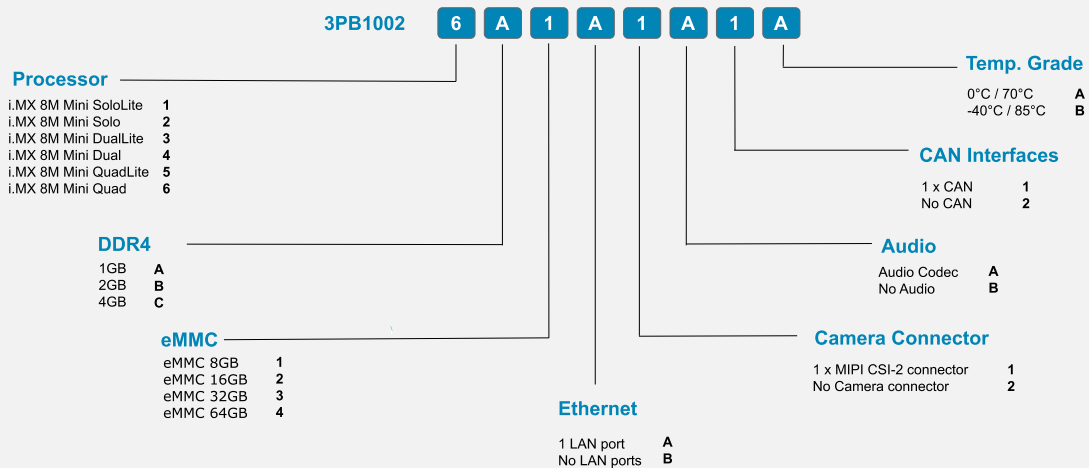 3PB1002 6 A 1 A 1 A 1 A
Processor
i.MX 8M Mini SoloLite 1
i.MX 8M Mini Solo 2
i.MX 8M Mini DualLite 3
i.MX 8M Mini Dual 4
i.MX 8M Mini QuadLite 5
i.MX 8M Mini Quad 6
DDR4
1GB A
2GB B
4GB C
eMMC
eMMC 8GB 1
eMMC 16GB 2
eMMC 32GB 3
eMMC 64GB 4
Ethernet
1 LAN port A
No LAN ports B
Camera Connector
1 x MIPI CSI-2 connector 1
No Camera connector 2
Audio
Audio Codec A
No Audio B
CAN Interfaces
1 x CAN 1
No CAN 2
Temp. Grade
0°C / 70°C A
-40°C / 85°C B